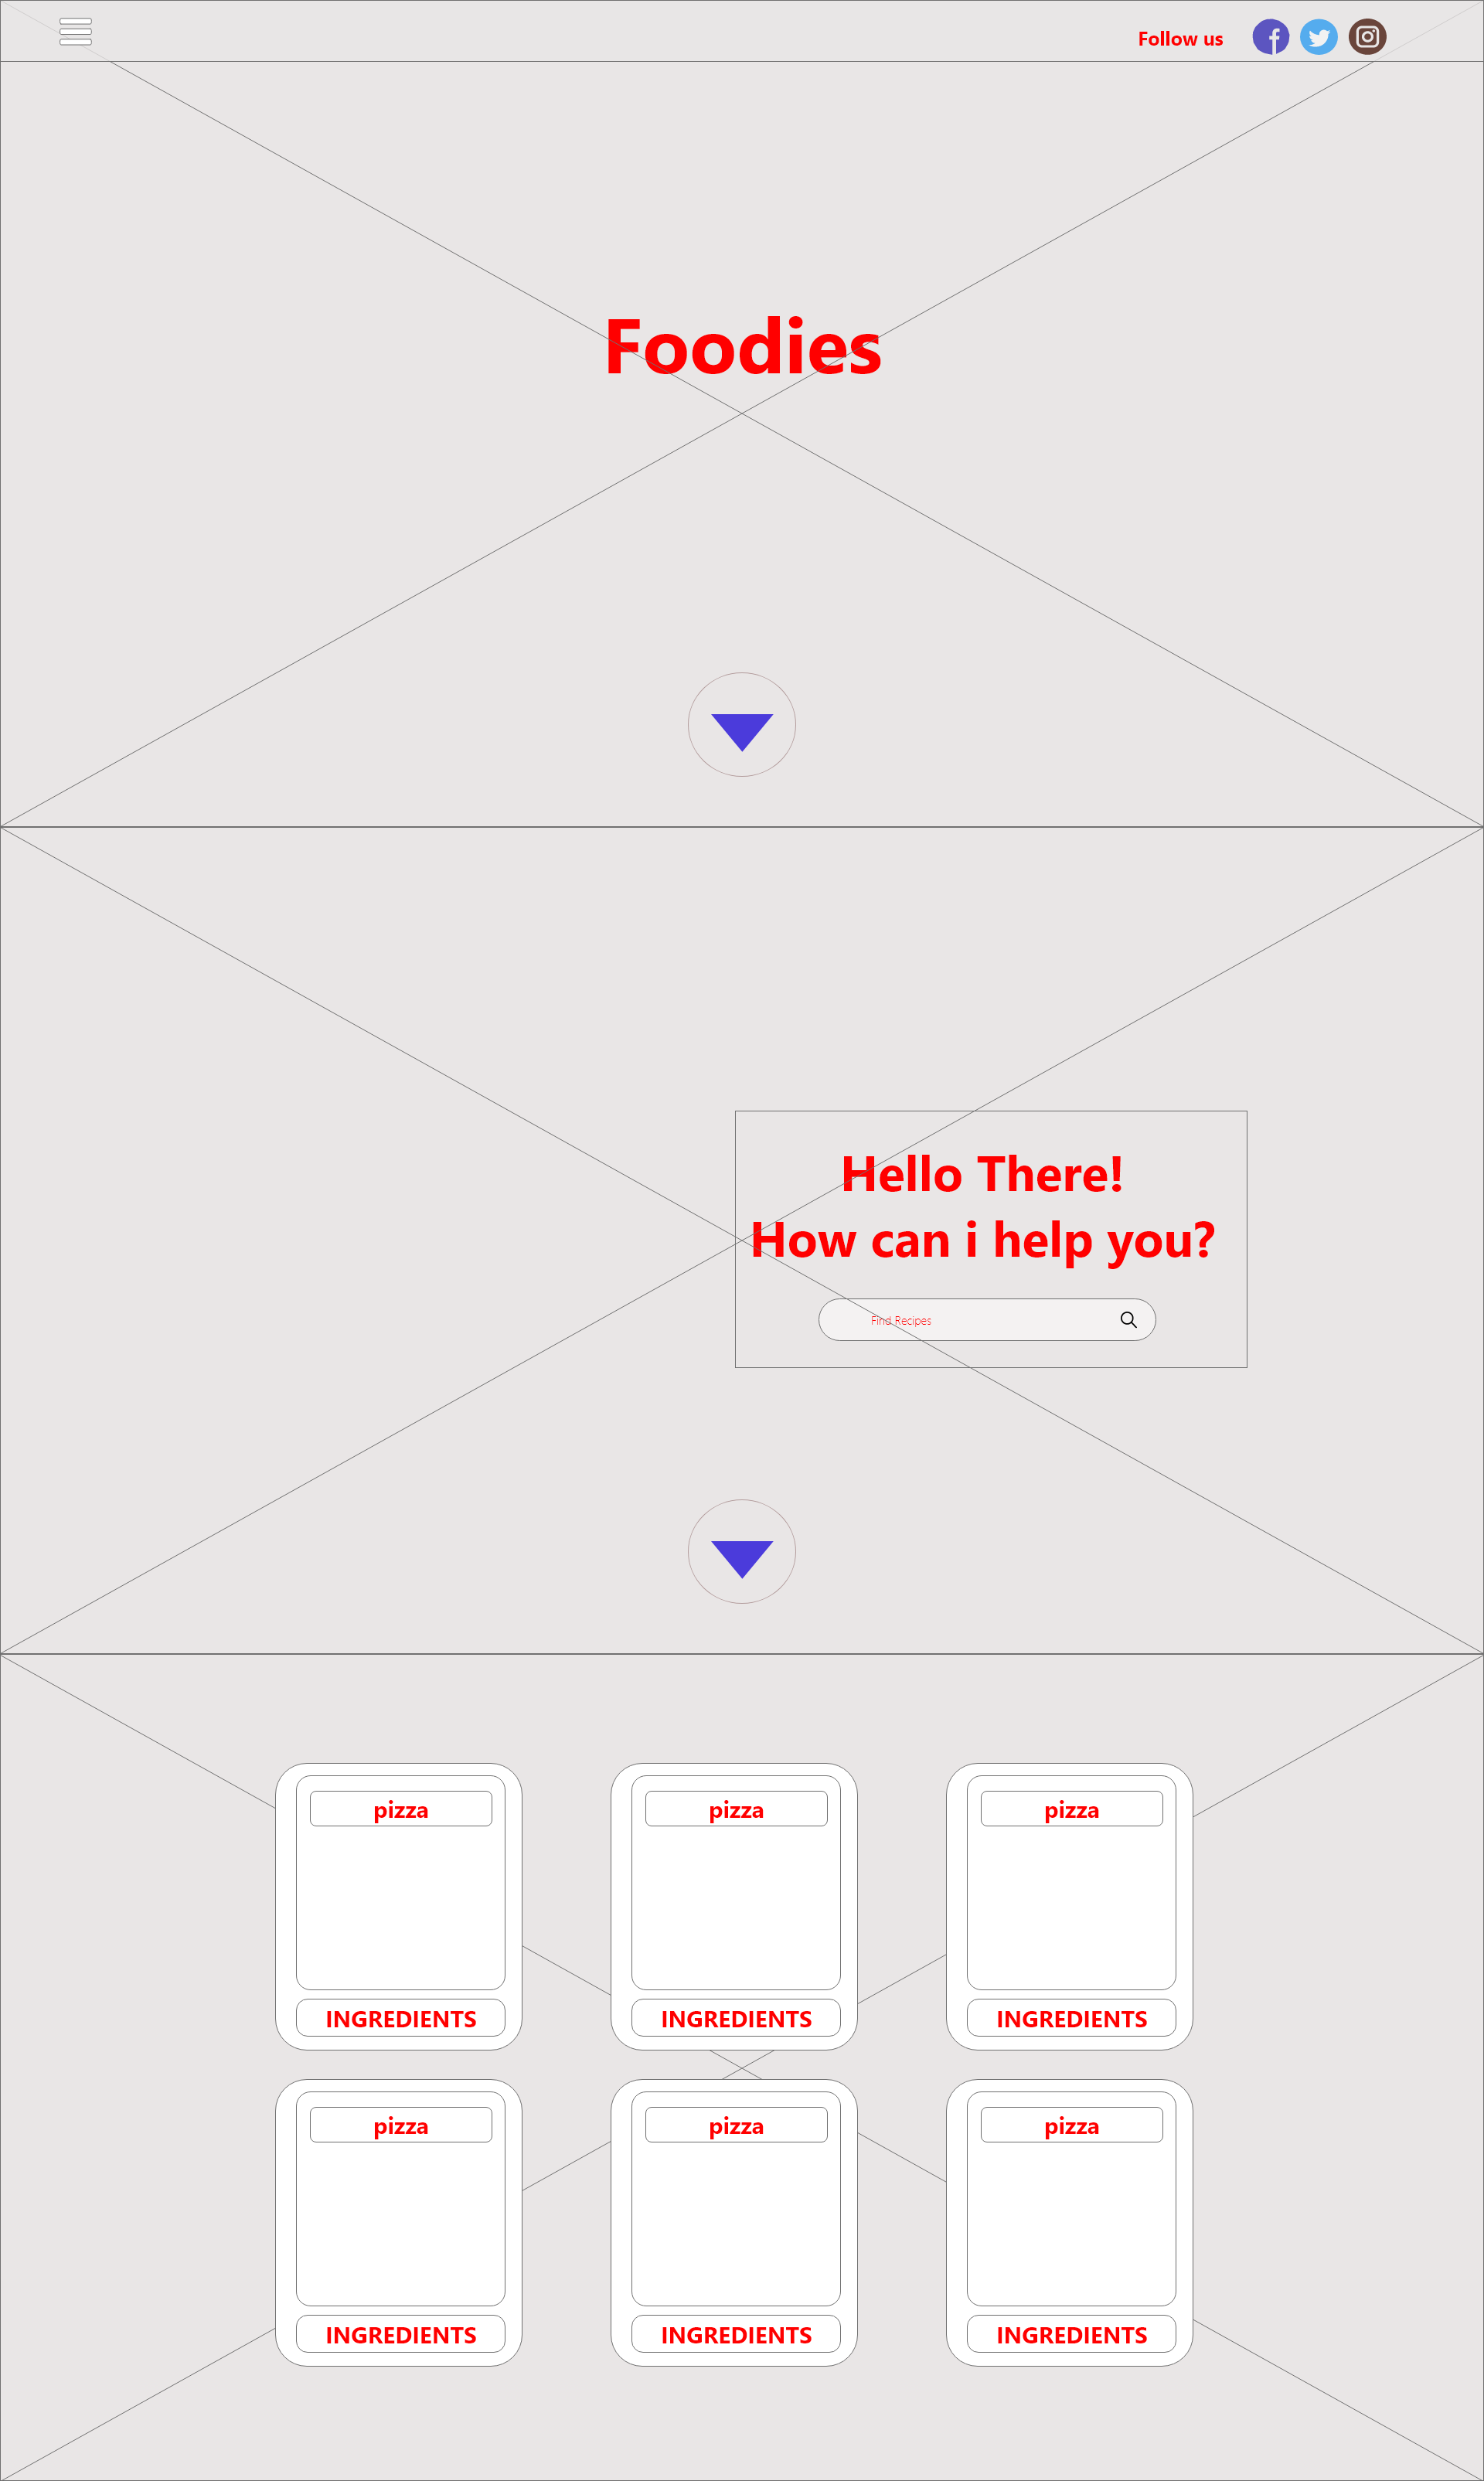 Follow us
Foodies
Hello There!
How can i help you?
Find Recipes
pizza
pizza
pizza
INGREDIENTS
INGREDIENTS
INGREDIENTS
pizza
pizza
pizza
INGREDIENTS
INGREDIENTS
INGREDIENTS